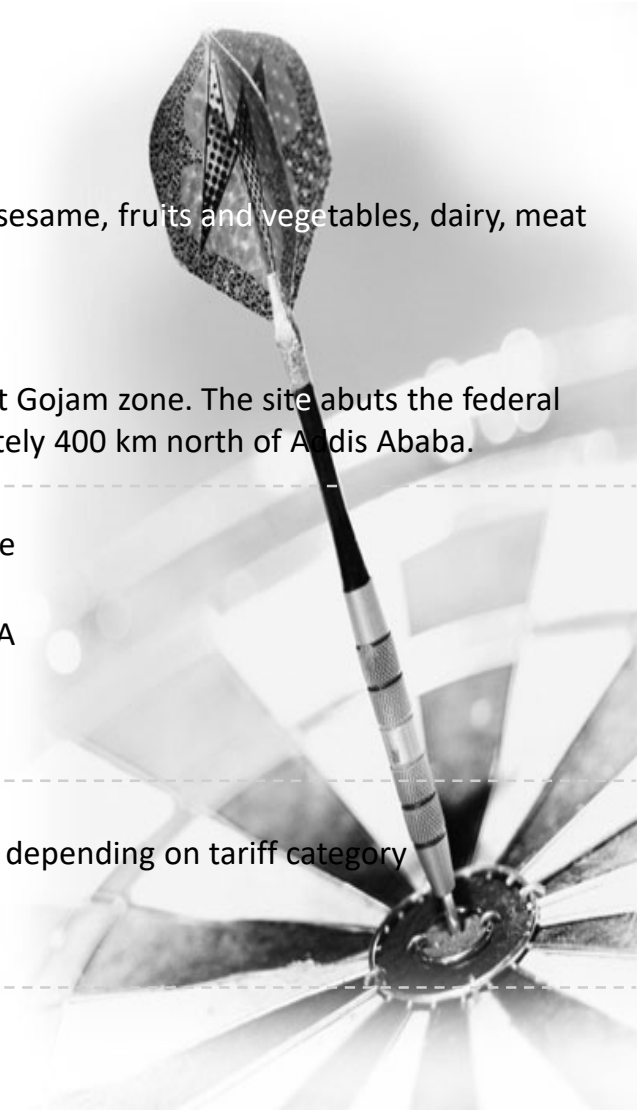 sesame, fruits and vegetables, dairy, meat
t Gojam zone. The site abuts the federal
tely 400 km north of Addis Ababa.
e
A
depending on tariff category